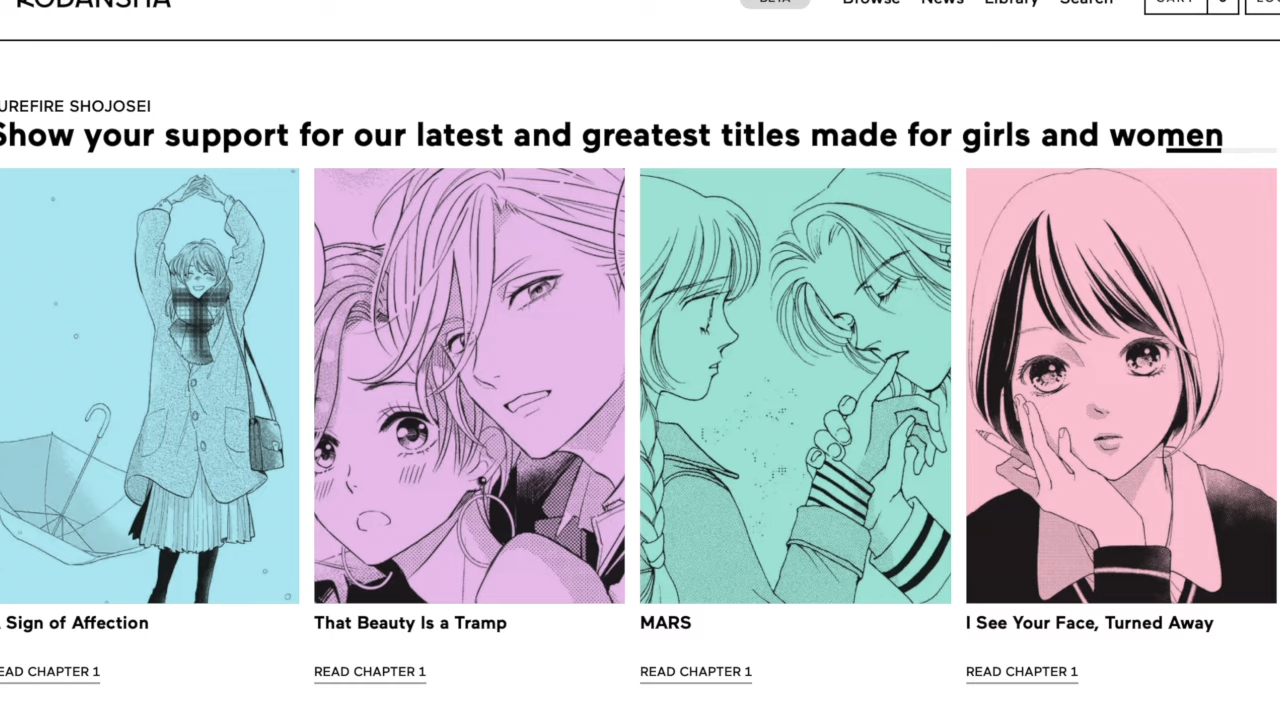 KODANSHA
BETA
Browse News Library Search
CART
UREFIRE SHOJOSEI
Show your support for our latest and greatest titles made for girls and women
Sign of Affection
That Beauty Is a Tramp
MARS
I See Your Face, Turned Away
EAD CHAPTER 1
READ CHAPTER 1
READ CHAPTER 1
READ CHAPTER 1